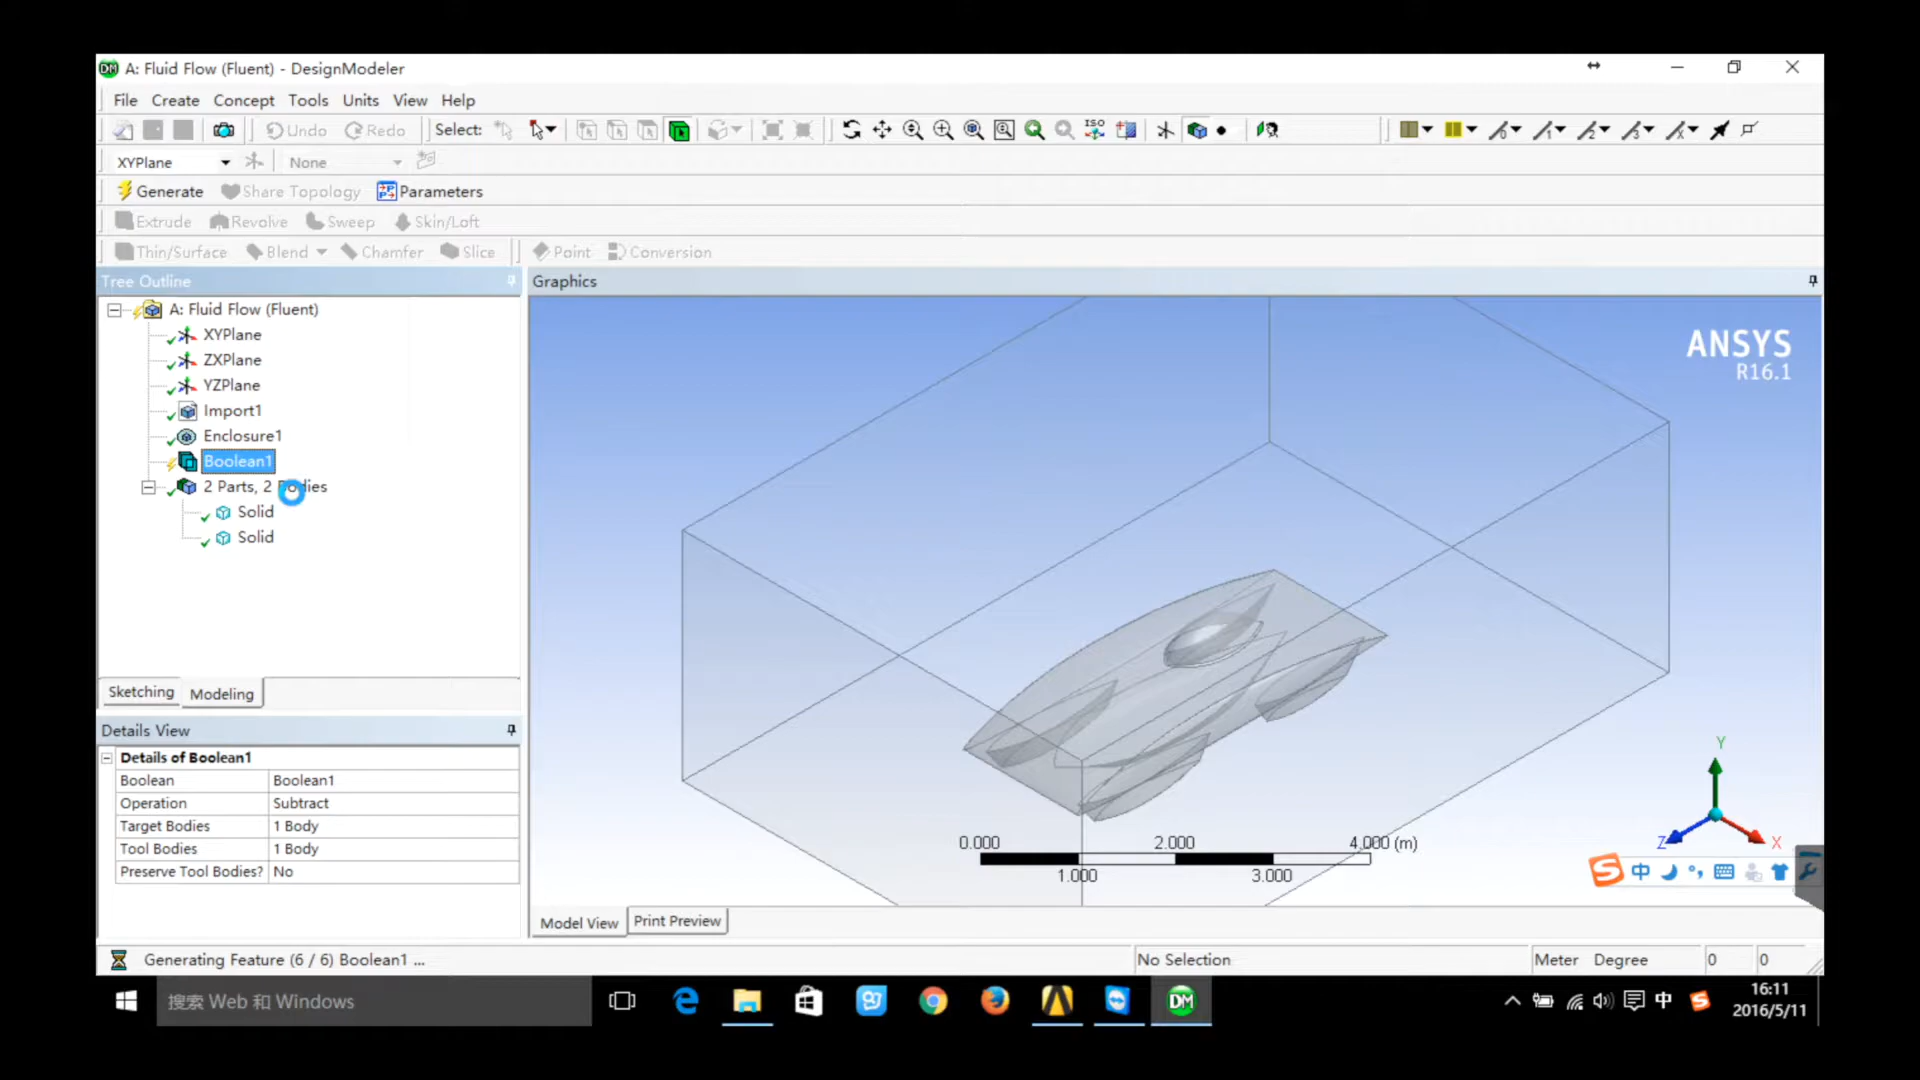 A: Fluid Flow (Fluent) - DesignModeler
File Create Concept Tools Units View Help
Undo Redo Select: ISO
XYPlane None
Generate Share Topology Parameters
Extrude Revolve Sweep Skin/Loft
Thin/Surface Blend Chamfer Slice Point Conversion
Tree Outline
A: Fluid Flow (Fluent)
XYPlane
ZXPlane
YZPlane
Import1
Enclosure1
Boolean1
2 Parts, 2 Bodies
Solid
Solid
Sketching Modeling
Details View
Details of Boolean1
Boolean Boolean1
Operation Subtract
Target Bodies 1 Body
Tool Bodies 1 Body
Preserve Tool Bodies? No
Graphics
ANSYS
R16.1
Y
Z X
0.000 2.000 4.000 (m)
1.000 3.000
中
Model View Print Preview
Generating Feature (6 / 6) Boolean1 ... No Selection Meter Degree 0 0
搜索 Web 和 Windows
DM
中
16:11
2016/5/11